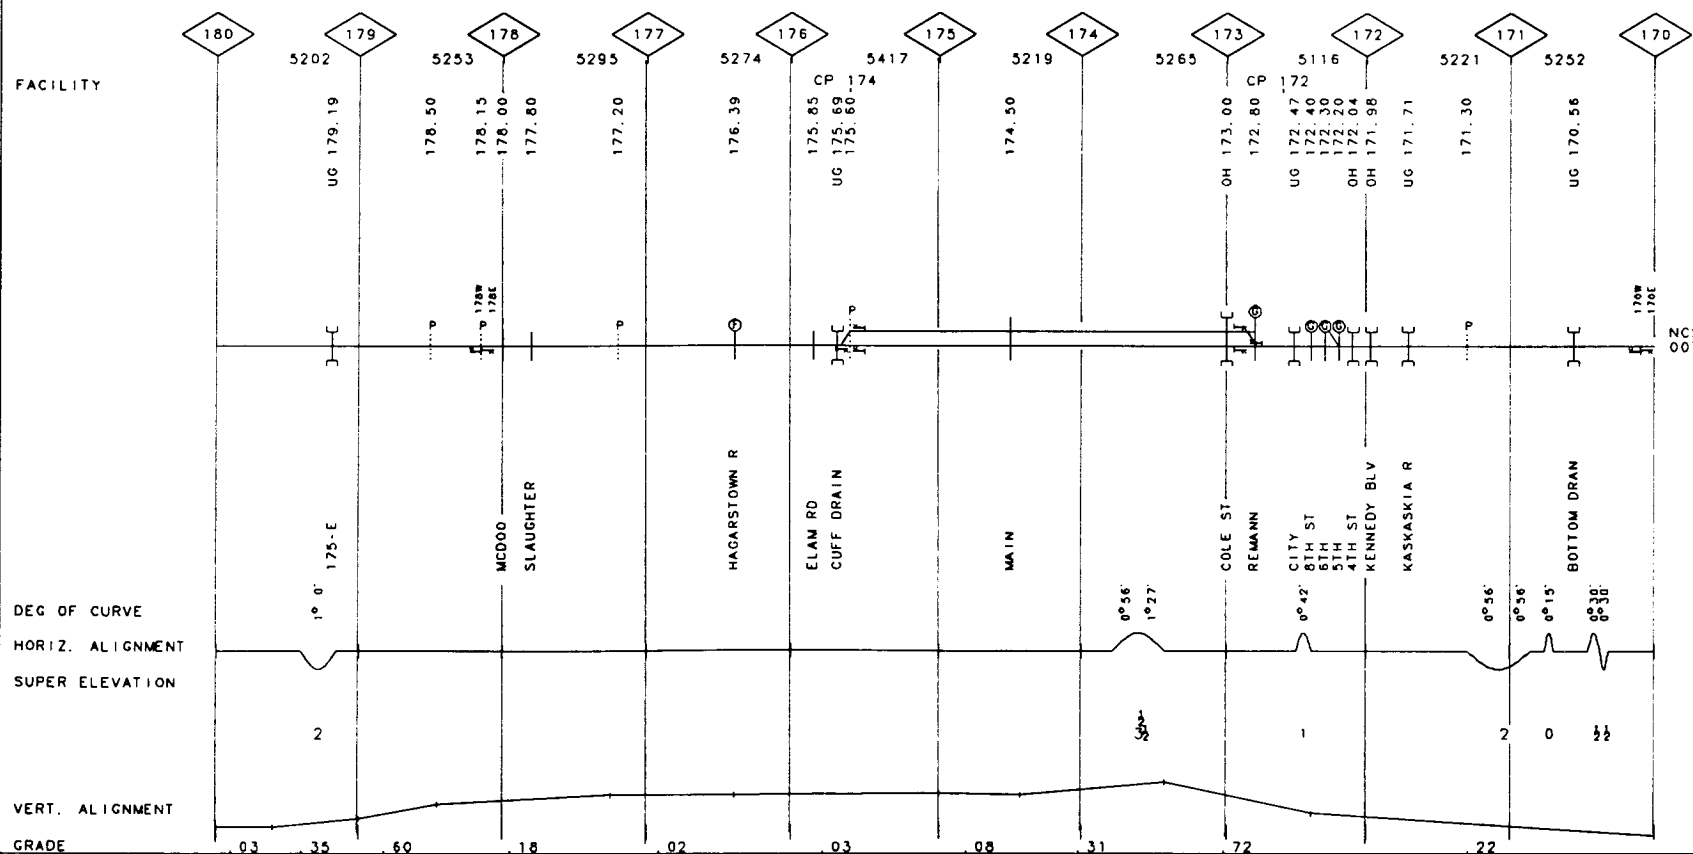 180 179 178 177 176 175 174 173 172 171 170
5202 5253 5295 5274 5417 5219 5265 5116 5221 5252
FACILITY
CP 174
CP 172
UG 179.19
178.50
178.15
178.00
177.80
177.20
176.39
175.85
UG 175.69
175.60
174.50
OH 173.00
172.80
UG 172.47
172.40
172.30
172.20
OH 172.04
OH 171.98
UG 171.71
171.30
UG 170.56
178W
178E
P P P P P
F
G G G G
170W
170E
NC
00
175-E
MCDOO
SLAUGHTER
HAGARSTOWN R
ELAM RD
CUFF DRAIN
MAIN
COLE ST
REMANN
CITY
8TH ST
6TH
5TH
4TH ST
KENNEDY BLV
KASKASKIA R
BOTTOM DRAN
DEG OF CURVE
1° 0' 0°56' 1°27' 0°42' 0°56' 0°56' 0°15' 0°30' 0°30'
HORIZ. ALIGNMENT
SUPER ELEVATION
2 1 2 0
VERT. ALIGNMENT
GRADE
.03 .35 .60 .18 .02 .03 .08 .31 .72 .22